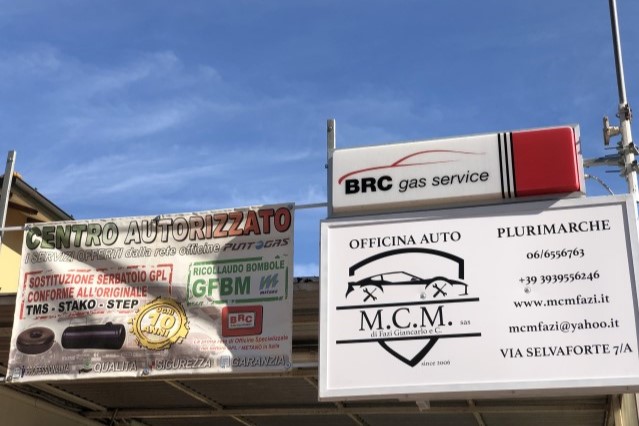 BRC gas service
CENTRO AUTORIZZATO
I SERVIZI OFFERTI dalla rete officine PUNTOGAS
SOSTITUZIONE SERBATOIO GPL
CONFORME ALL'ORIGINALE
TMS - STAKO - STEP
RICOLLAUDO BOMBOLE
GFBM
BRC
QUALITÀ SICUREZZA GARANZIA
OFFICINA AUTO
M.C.M. sas
di Fazi Giancarlo e C.
since 2006
PLURIMARCHE
06/6556763
+39 3939556246
www.mcmfazi.it
mcmfazi@yahoo.it
VIA SELVAFORTE 7/A